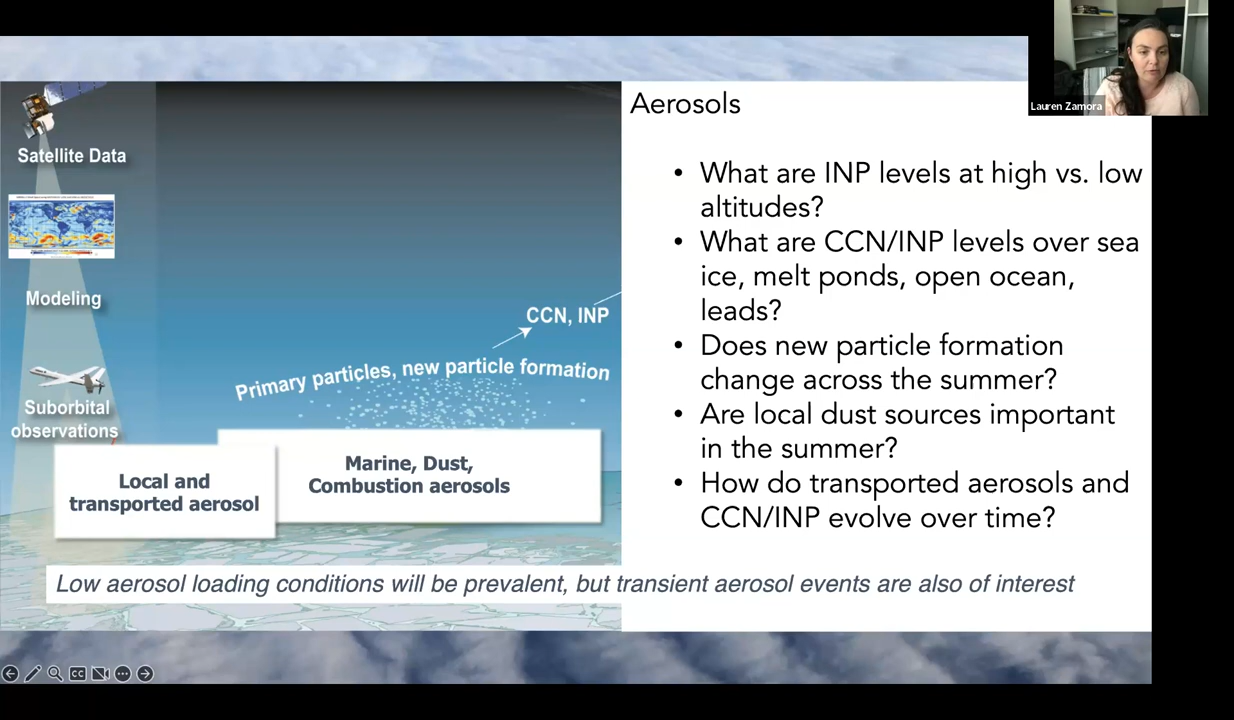 Lauren Zamora
Satellite Data
Modeling
Suborbital
observations
CCN, INP
Primary particles, new particle formation
Local and
transported aerosol
Marine, Dust,
Combustion aerosols
Aerosols
• What are INP levels at high vs. low
altitudes?
• What are CCN/INP levels over sea
ice, melt ponds, open ocean,
leads?
• Does new particle formation
change across the summer?
• Are local dust sources important
in the summer?
• How do transported aerosols and
CCN/INP evolve over time?
Low aerosol loading conditions will be prevalent, but transient aerosol events are also of interest
CC